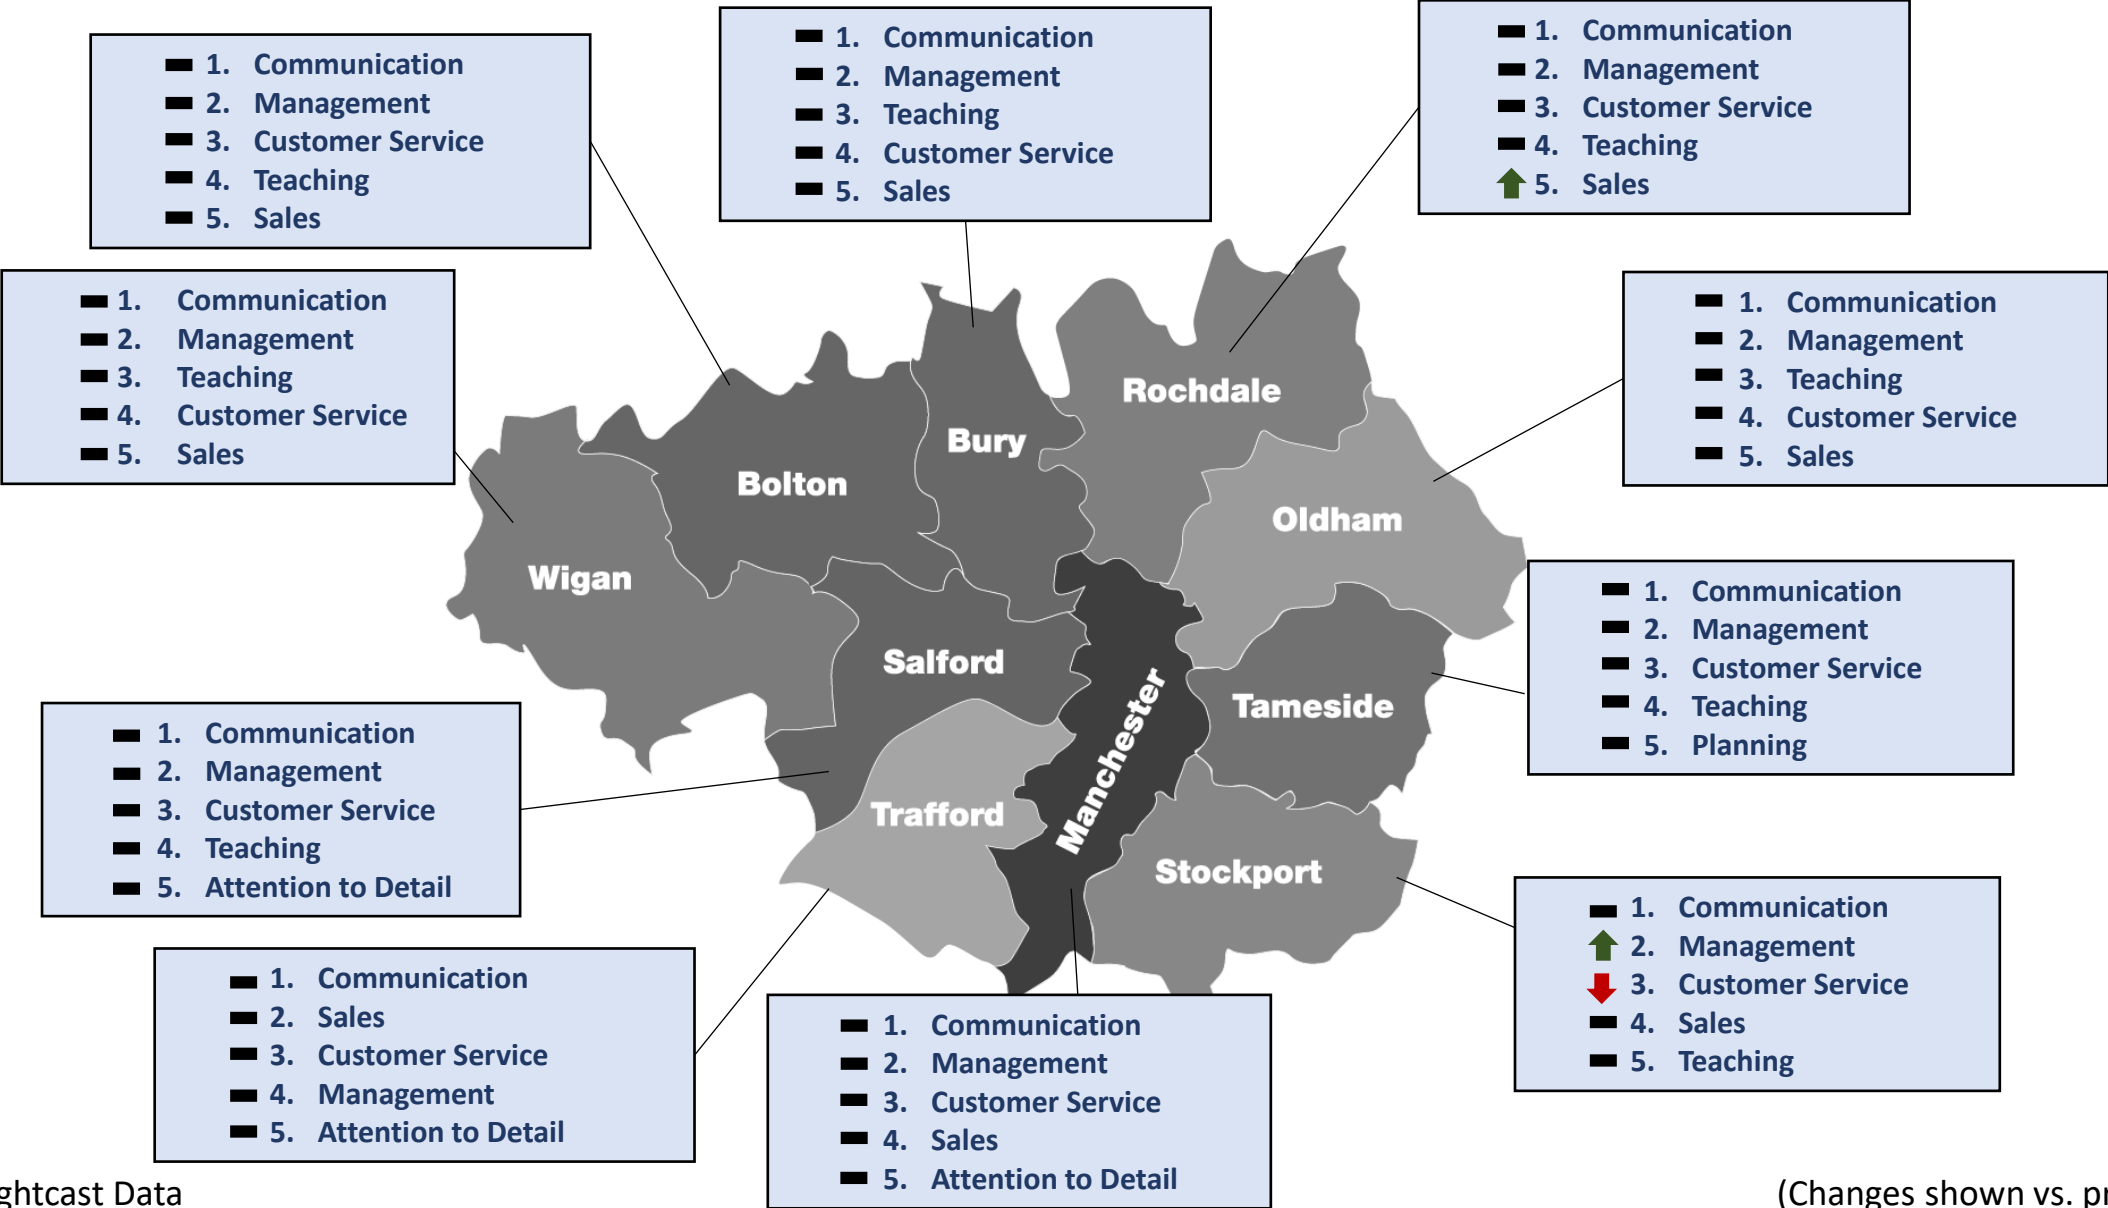 1. Communication
2. Management
3. Customer Service
4. Teaching
5. Sales
1. Communication
2. Management
3. Teaching
4. Customer Service
5. Sales
1. Communication
2. Management
3. Customer Service
4. Teaching
5. Sales
1. Communication
2. Management
3. Teaching
4. Customer Service
5. Sales
1. Communication
2. Management
3. Teaching
4. Customer Service
5. Sales
Rochdale
Bury
Bolton
Oldham
Wigan
Salford
Tameside
Manchester
Trafford
Stockport
1. Communication
2. Management
3. Customer Service
4. Teaching
5. Planning
1. Communication
2. Management
3. Customer Service
4. Teaching
5. Attention to Detail
1. Communication
2. Management
3. Customer Service
4. Sales
5. Teaching
1. Communication
2. Sales
3. Customer Service
4. Management
5. Attention to Detail
1. Communication
2. Management
3. Customer Service
4. Sales
5. Attention to Detail
ghtcast Data
(Changes shown vs. pr